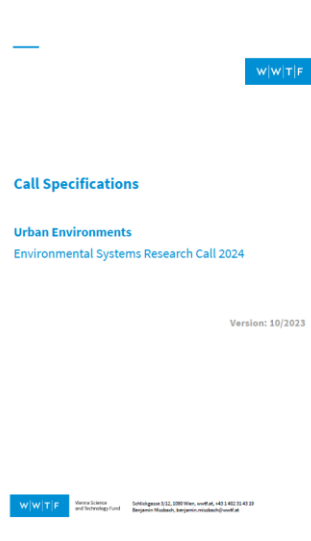 W|W|T|F
Call Specifications
Urban Environments
Environmental Systems Research Call 2024
Version: 10/2023
W|W|T|F
Vienna Science
and Technology Fund
Schlickgasse 3/12, 1090 Wien, wwtf.at, +43 1 402 31 43 19
Benjamin Missbach, benjamin.missbach@wwtf.at